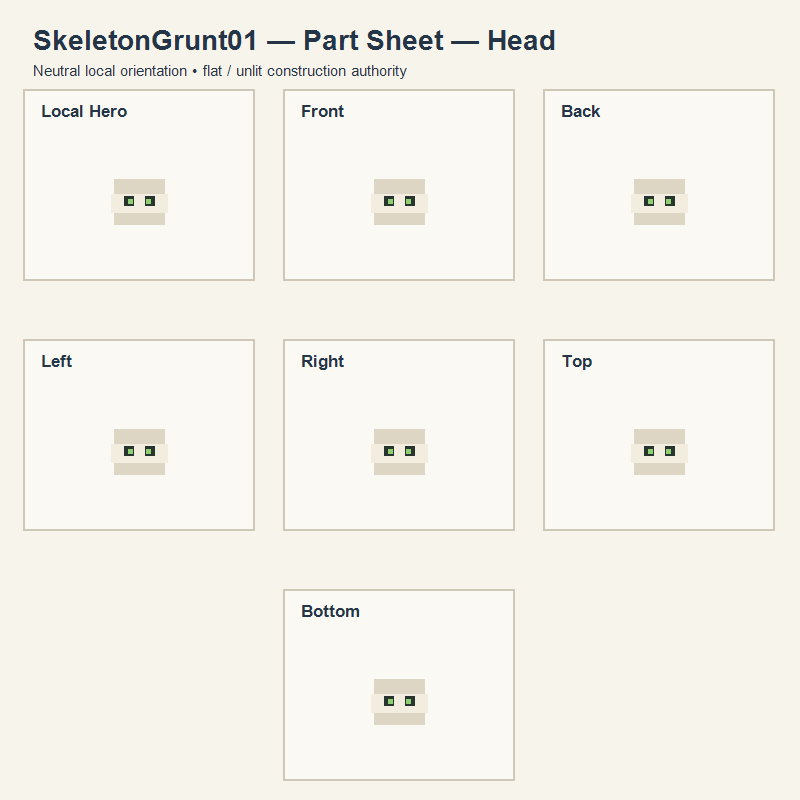 SkeletonGrunt01 — Part Sheet — Head
Neutral local orientation • flat / unlit construction authority
Local Hero
Front
Back
Left
Right
Top
Bottom